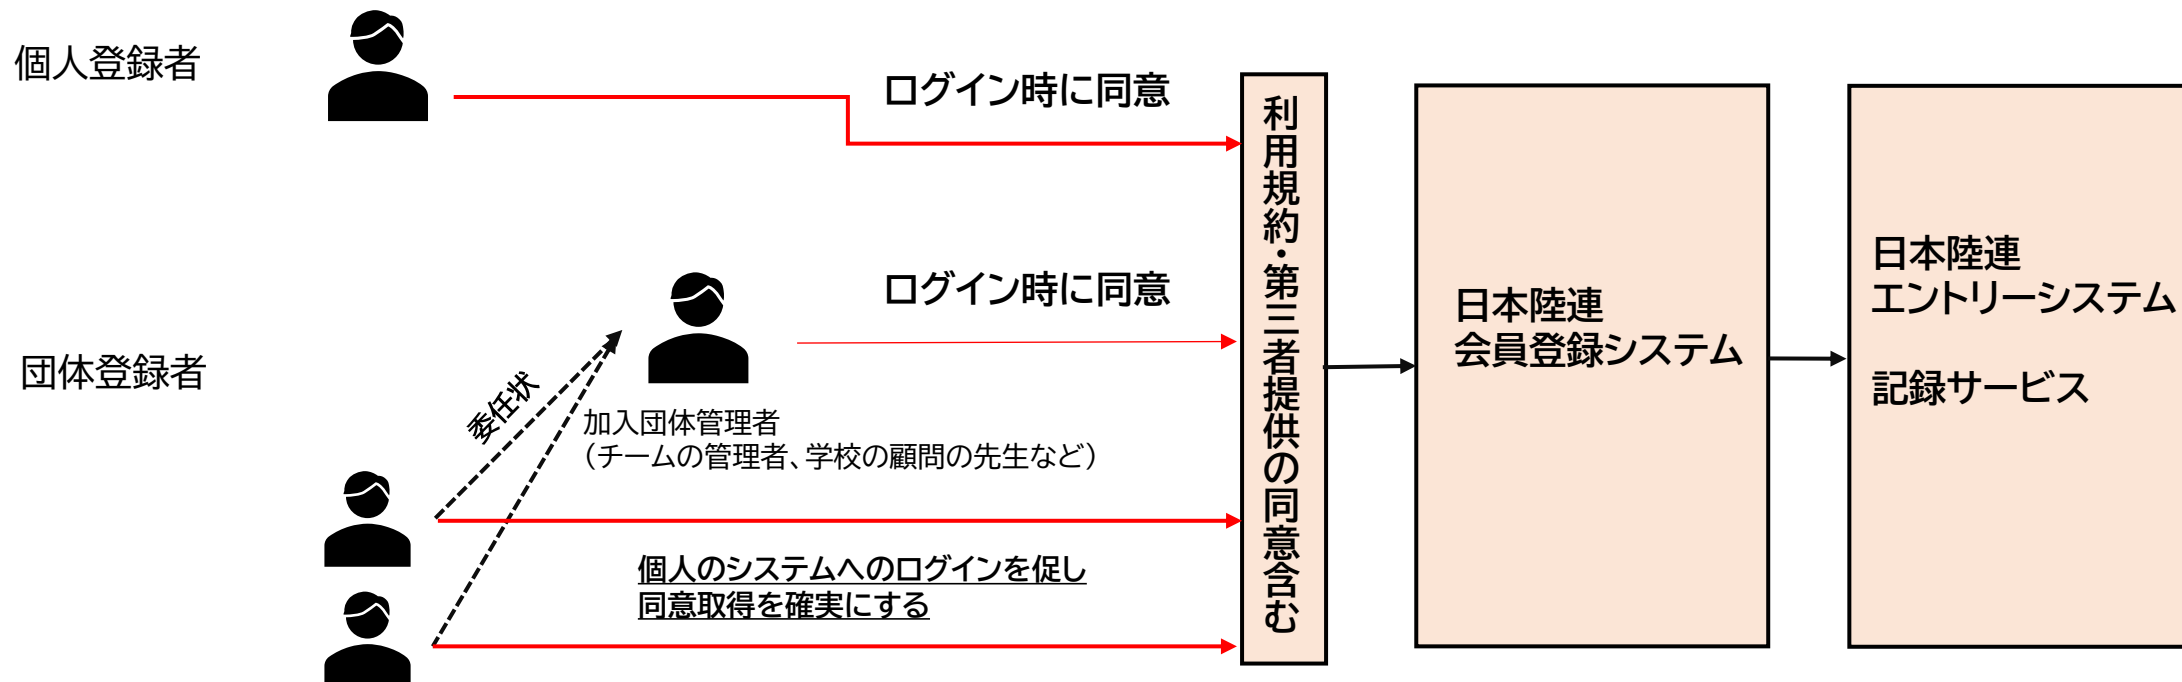 個人登録者
ログイン時に同意
団体登録者
委任状
ログイン時に同意
加入団体管理者
（チームの管理者、学校の顧問の先生など）
個人のシステムへのログインを促し
同意取得を確実にする
利用規約・第三者提供の同意含む
日本陸連
会員登録システム
日本陸連
エントリーシステム
記録サービス